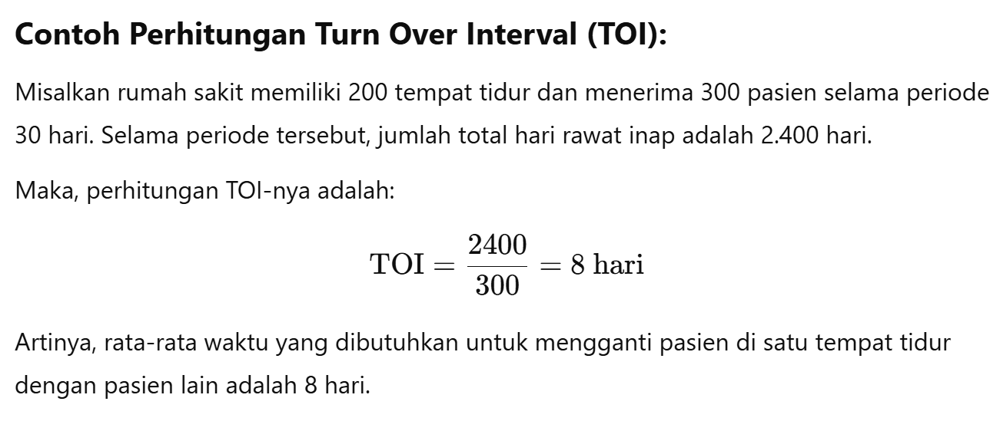 Contoh Perhitungan Turn Over Interval (TOI):
Misalkan rumah sakit memiliki 200 tempat tidur dan menerima 300 pasien selama periode
30 hari. Selama periode tersebut, jumlah total hari rawat inap adalah 2.400 hari.
Maka, perhitungan TOI-nya adalah:
TOI = 2400/300 = 8 hari
Artinya, rata-rata waktu yang dibutuhkan untuk mengganti pasien di satu tempat tidur
dengan pasien lain adalah 8 hari.